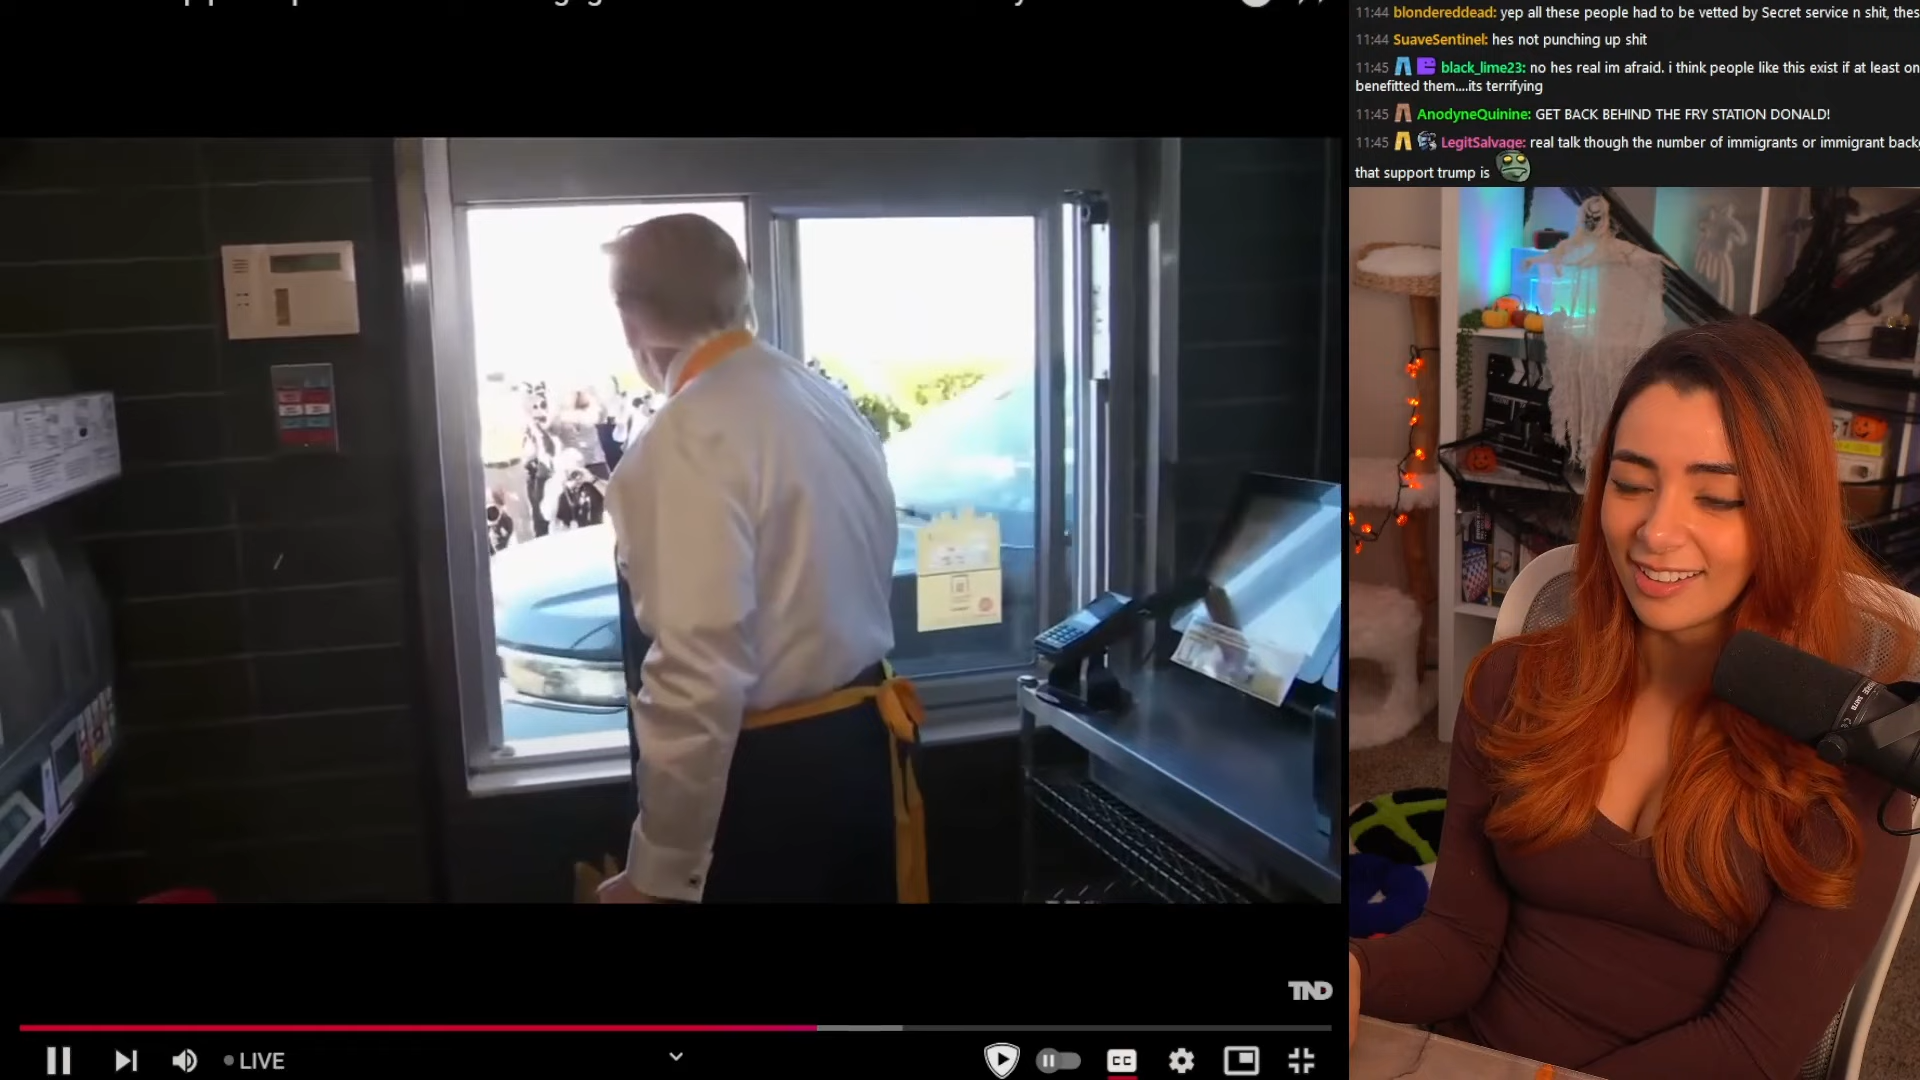 11:44 blondereddead: yep all these people had to be vetted by Secret service n shit, thes
11:44 SuaveSentinel: hes not punching up shit
11:45 black_lime23: no hes real im afraid. i think people like this exist if at least on
benefitted them....its terrifying
11:45 AnodyneQuinine: GET BACK BEHIND THE FRY STATION DONALD!
11:45 LegitSalvage: real talk though the number of immigrants or immigrant back
that support trump is
TND
LIVE
CC